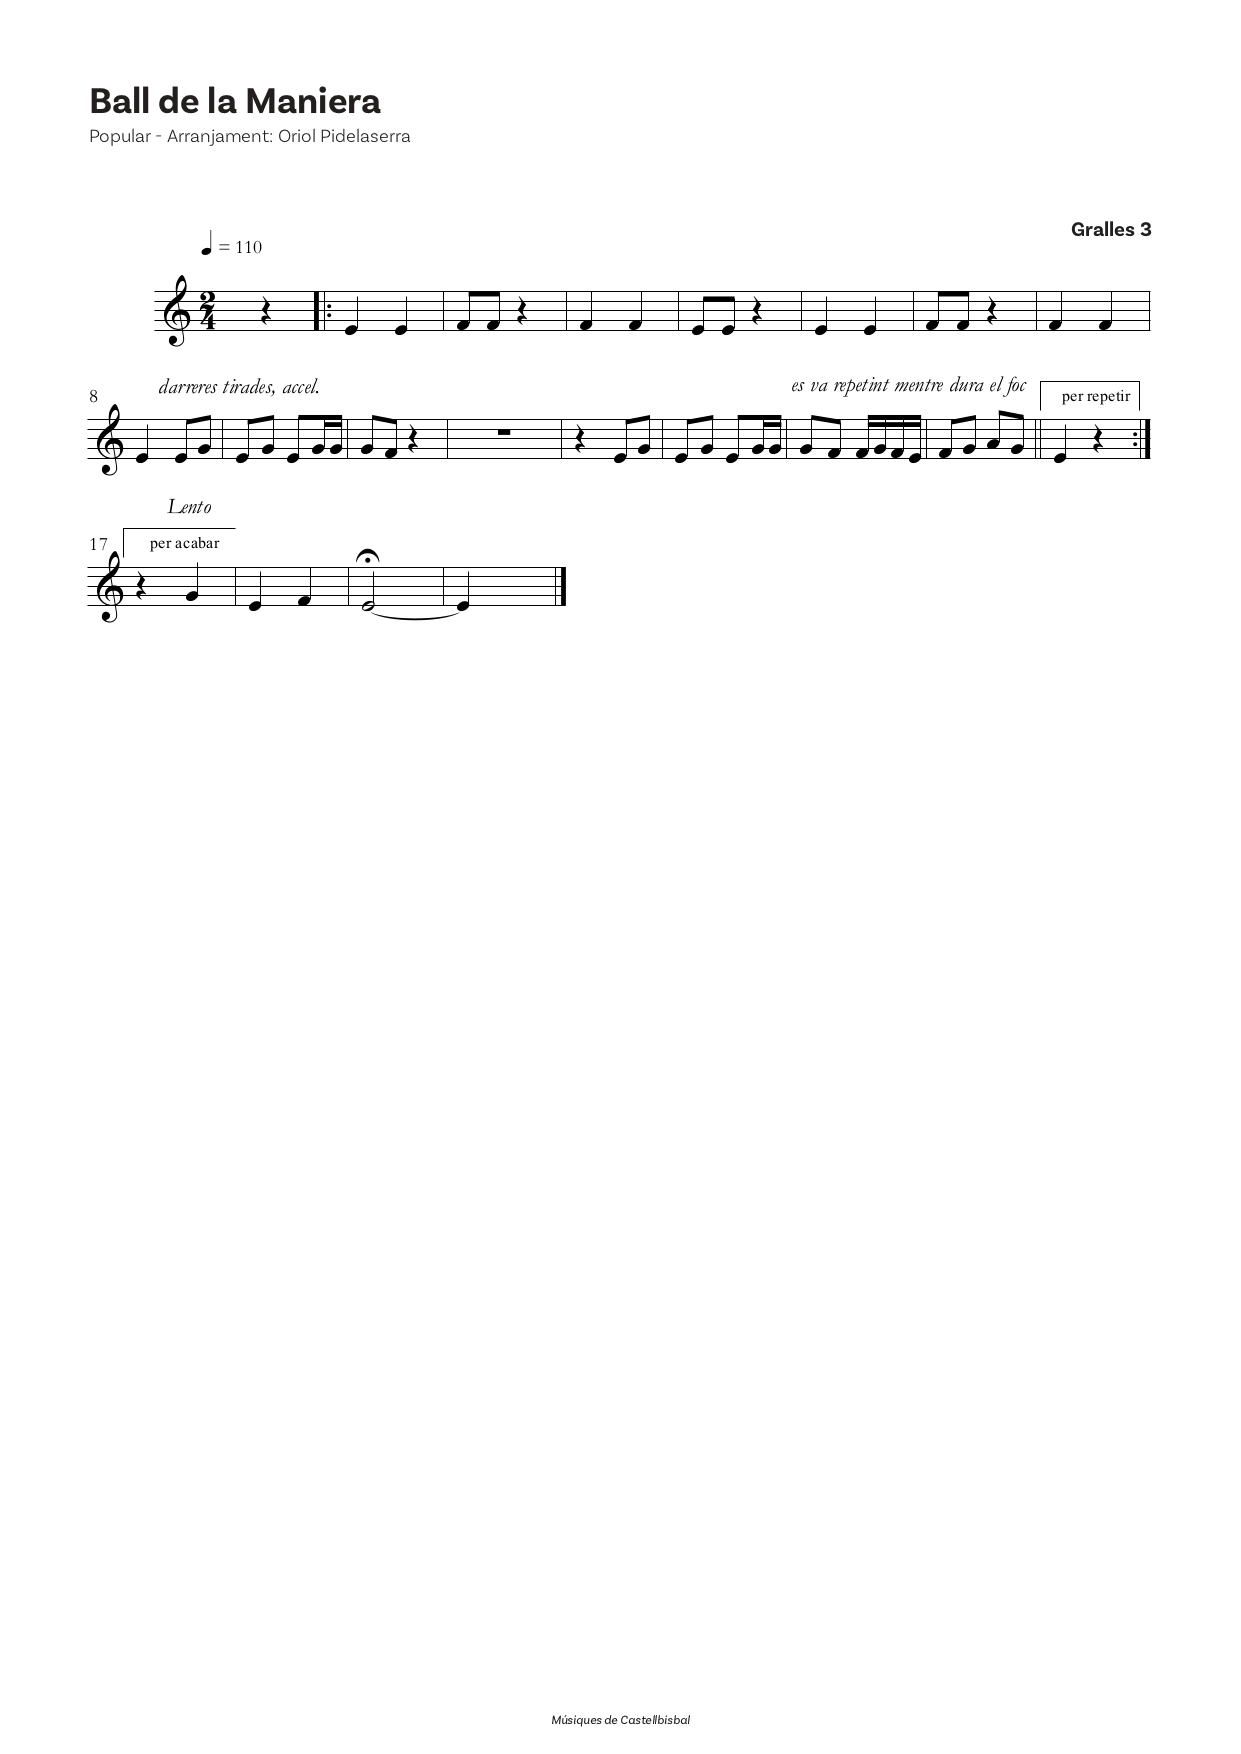 Ball de la Maniera
Popular - Arranjament: Oriol Pidelaserra
Gralles 3
= 110
2
4
darreres tirades, accel.
es va repetint mentre dura el foc
8
per repetir
Lento
17
per acabar
Músiques de Castellbisbal